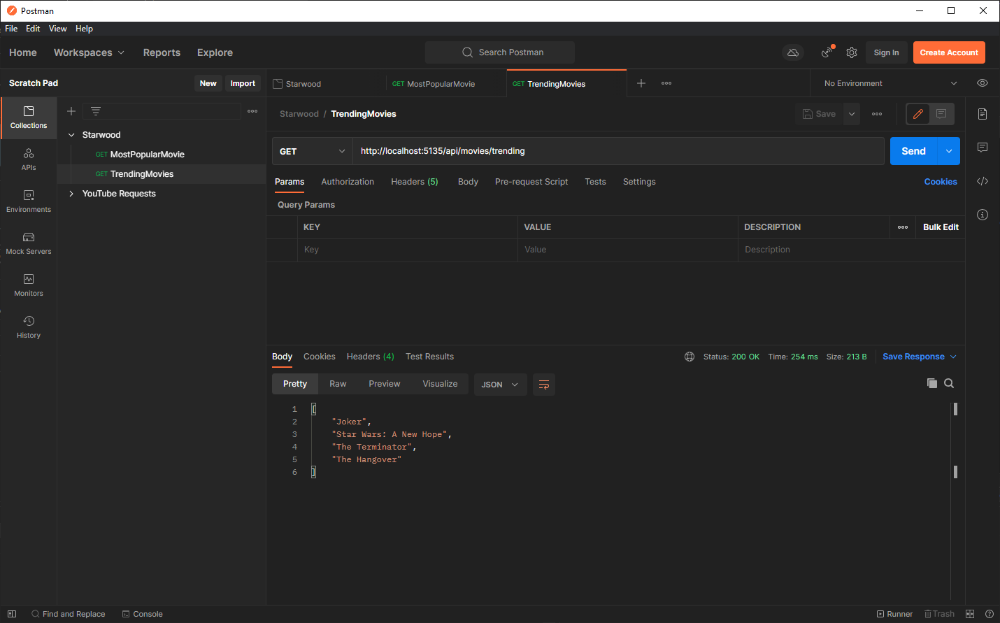 Postman
File Edit View Help
Home Workspaces Reports Explore Search Postman Sign In Create Account
Scratch Pad New Import Starwood GET MostPopularMovie GET TrendingMovies No Environment
Collections
APIs
Environments
Mock Servers
Monitors
History
Starwood
GET MostPopularMovie
GET TrendingMovies
YouTube Requests
Starwood / TrendingMovies Save
GET http://localhost:5135/api/movies/trending Send
Params Authorization Headers (5) Body Pre-request Script Tests Settings Cookies
Query Params
KEY VALUE DESCRIPTION Bulk Edit
Key Value Description
Body Cookies Headers (4) Test Results Status: 200 OK Time: 254 ms Size: 213 B Save Response
Pretty Raw Preview Visualize JSON
1 [
2 "Joker",
3 "Star Wars: A New Hope",
4 "The Terminator",
5 "The Hangover"
6 ]
Find and Replace Console Runner Trash